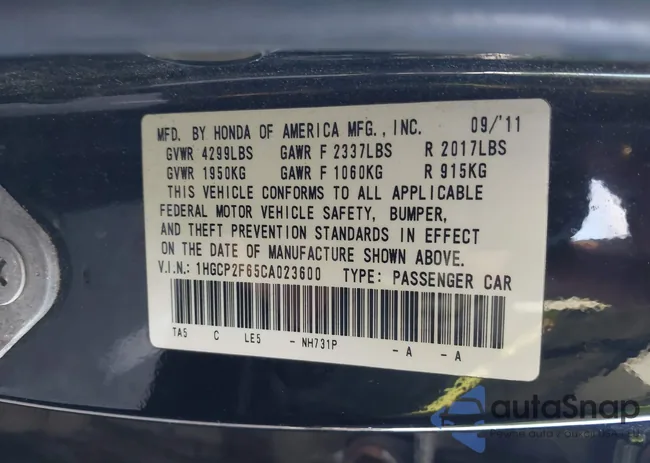 MFD. BY HONDA OF AMERICA MFG., INC. 09/'11
GVWR 4299LBS GAWR F 2337LBS R 2017LBS
GVWR 1950KG GAWR F 1060KG R 915KG
THIS VEHICLE CONFORMS TO ALL APPLICABLE
FEDERAL MOTOR VEHICLE SAFETY, BUMPER,
AND THEFT PREVENTION STANDARDS IN EFFECT
ON THE DATE OF MANUFACTURE SHOWN ABOVE.
V.I.N.: 1HGCP2F65CA023600 TYPE: PASSENGER CAR
TA5 C LE5 -NH731P -A -A
autoSnap